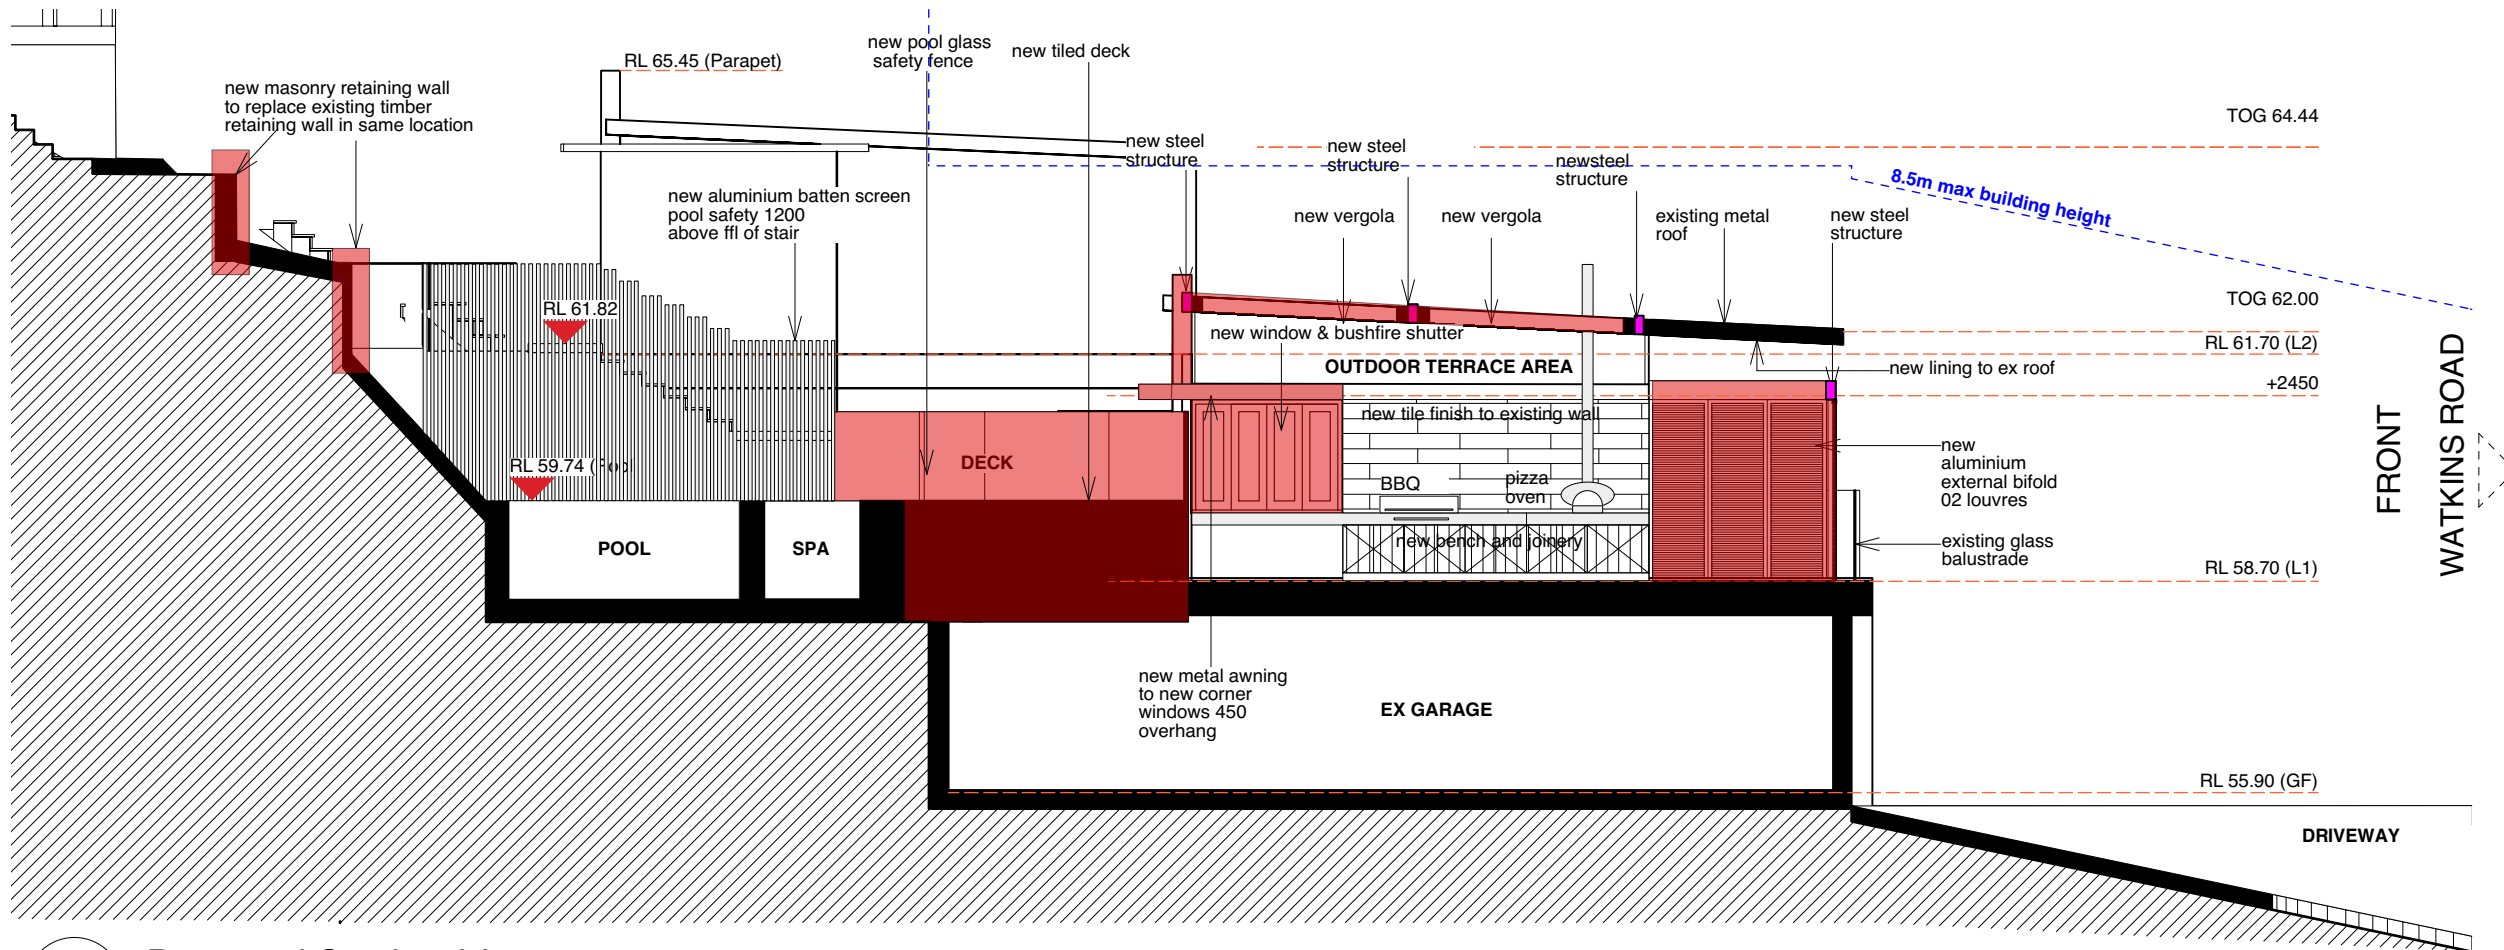 new pool glass
safety fence
new tiled deck
RL 65.45 (Parapet)
new masonry retaining wall
to replace existing timber
retaining wall in same location
TOG 64.44
new steel
structure
new steel
structure
newsteel
structure
8.5m max building height
new aluminium batten screen
pool safety 1200
above ffl of stair
new vergola
new vergola
existing metal
roof
new steel
structure
RL 61.82
TOG 62.00
new window & bushfire shutter
RL 61.70 (L2)
OUTDOOR TERRACE AREA
new lining to ex roof
+2450
new tile finish to existing wall
FRONT
WATKINS ROAD
new
aluminium
external bifold
02 louvres
RL 59.74 (Pool
DECK
BBQ
pizza
oven
POOL
SPA
new bench and joinery
existing glass
balustrade
RL 58.70 (L1)
new metal awning
to new corner
windows 450
overhang
EX GARAGE
RL 55.90 (GF)
DRIVEWAY